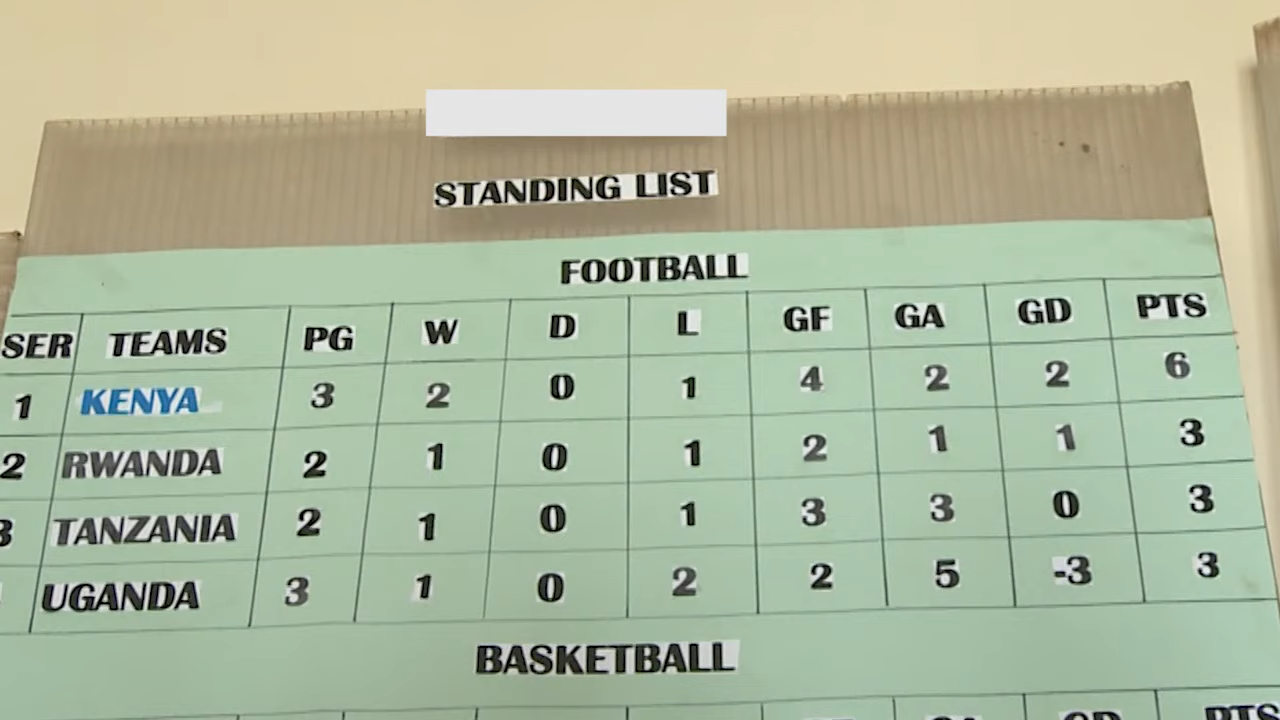 STANDING LIST
FOOTBALL
SER TEAMS PG W D L GF GA GD PTS
1 KENYA 3 2 0 1 4 2 2 6
2 RWANDA 2 1 0 1 2 1 1 3
3 TANZANIA 2 1 0 1 3 3 0 3
UGANDA 3 1 0 2 2 5 -3 3
BASKETBALL
PTS